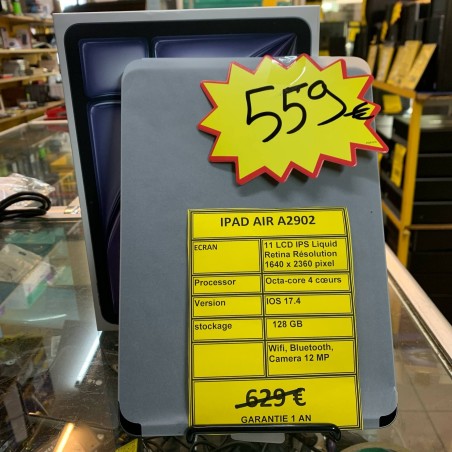 559 €
IPAD AIR A2902
ECRAN 11 LCD IPS Liquid
Retina Résolution
1640 x 2360 pixel
Processor Octa-core 4 cœurs
Version IOS 17.4
stockage 128 GB
Wifi, Bluetooth,
Camera 12 MP
629 €
GARANTIE 1 AN